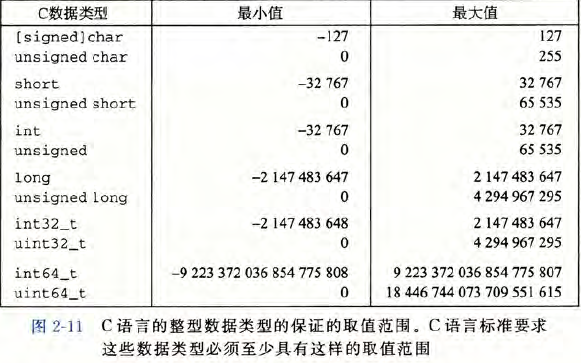 C数据类型 最小值 最大值
[signed]char −127 127
unsigned char 0 255
short −32 767 32 767
unsigned short 0 65 535
int −32 767 32 767
unsigned 0 65 535
long −2 147 483 647 2 147 483 647
unsigned long 0 4 294 967 295
int32_t −2 147 483 648 2 147 483 647
uint32_t 0 4 294 967 295
int64_t −9 223 372 036 854 775 808 9 223 372 036 854 775 807
uint64_t 0 18 446 744 073 709 551 615
图 2-11 C 语言的整型数据类型的保证的取值范围。C 语言标准要求
这些数据类型必须至少具有这样的取值范围